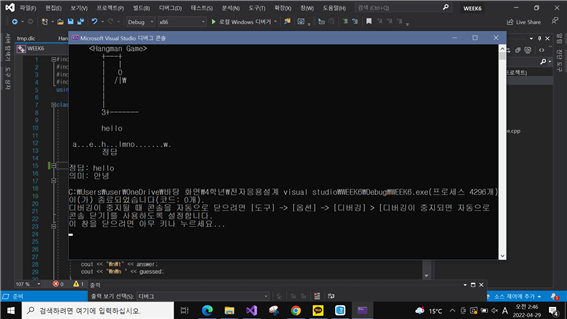 파일(F) 편집(E) 보기(V) 프로젝트(P) 빌드(B) 디버그(D) 테스트(S) 분석(N) 도구(T) 확장(X) 창(W) 도움말(H) 검색(Ctrl+Q) WEEK6
Debug x86 로컬 Windows 디버거 Live Share
tmp.dic
WEEK6
Microsoft Visual Studio 디버그 콘솔
<Hangman Game>
+---+
| |
| O
| /|₩
|
|
3+-------
hello
a...e..h...lmno.......w.
정답
정답: hello
의미: 안녕
C:₩Users₩user₩OneDrive₩바탕 화면₩4학년₩전자응용설계 visual studio₩WEEK6₩Debug₩WEEK6.exe(프로세스 4296개)
이(가) 종료되었습니다(코드: 0개).
디버깅이 중지될 때 콘솔을 자동으로 닫으려면 [도구] -> [옵션] -> [디버깅] > [디버깅이 중지되면 자동으로
콘솔 닫기]를 사용하도록 설정합니다.
이 창을 닫으려면 아무 키나 누르세요...
cout << "₩n₩t" << answer;
cout << "₩n₩n " << guessed;
107 %
0
1
출력
출력 보기 선택(S): 디버그
준비
소스 제어에 추가
검색하려면 여기에 입력하십시오.
15°C
오전 2:46
2022-04-29